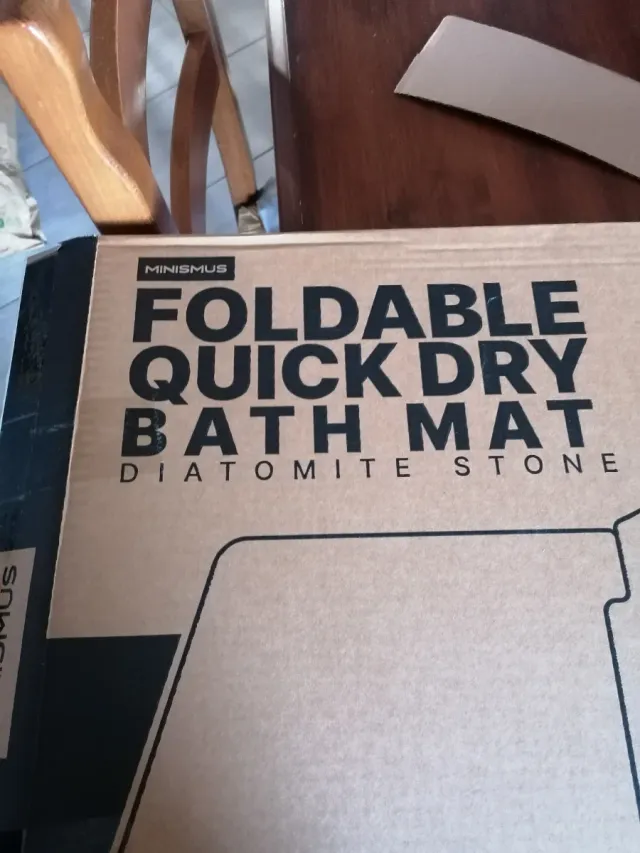 MINISMUS
FOLDABLE
QUICK DRY
BATH MAT
DIATOMITE STONE